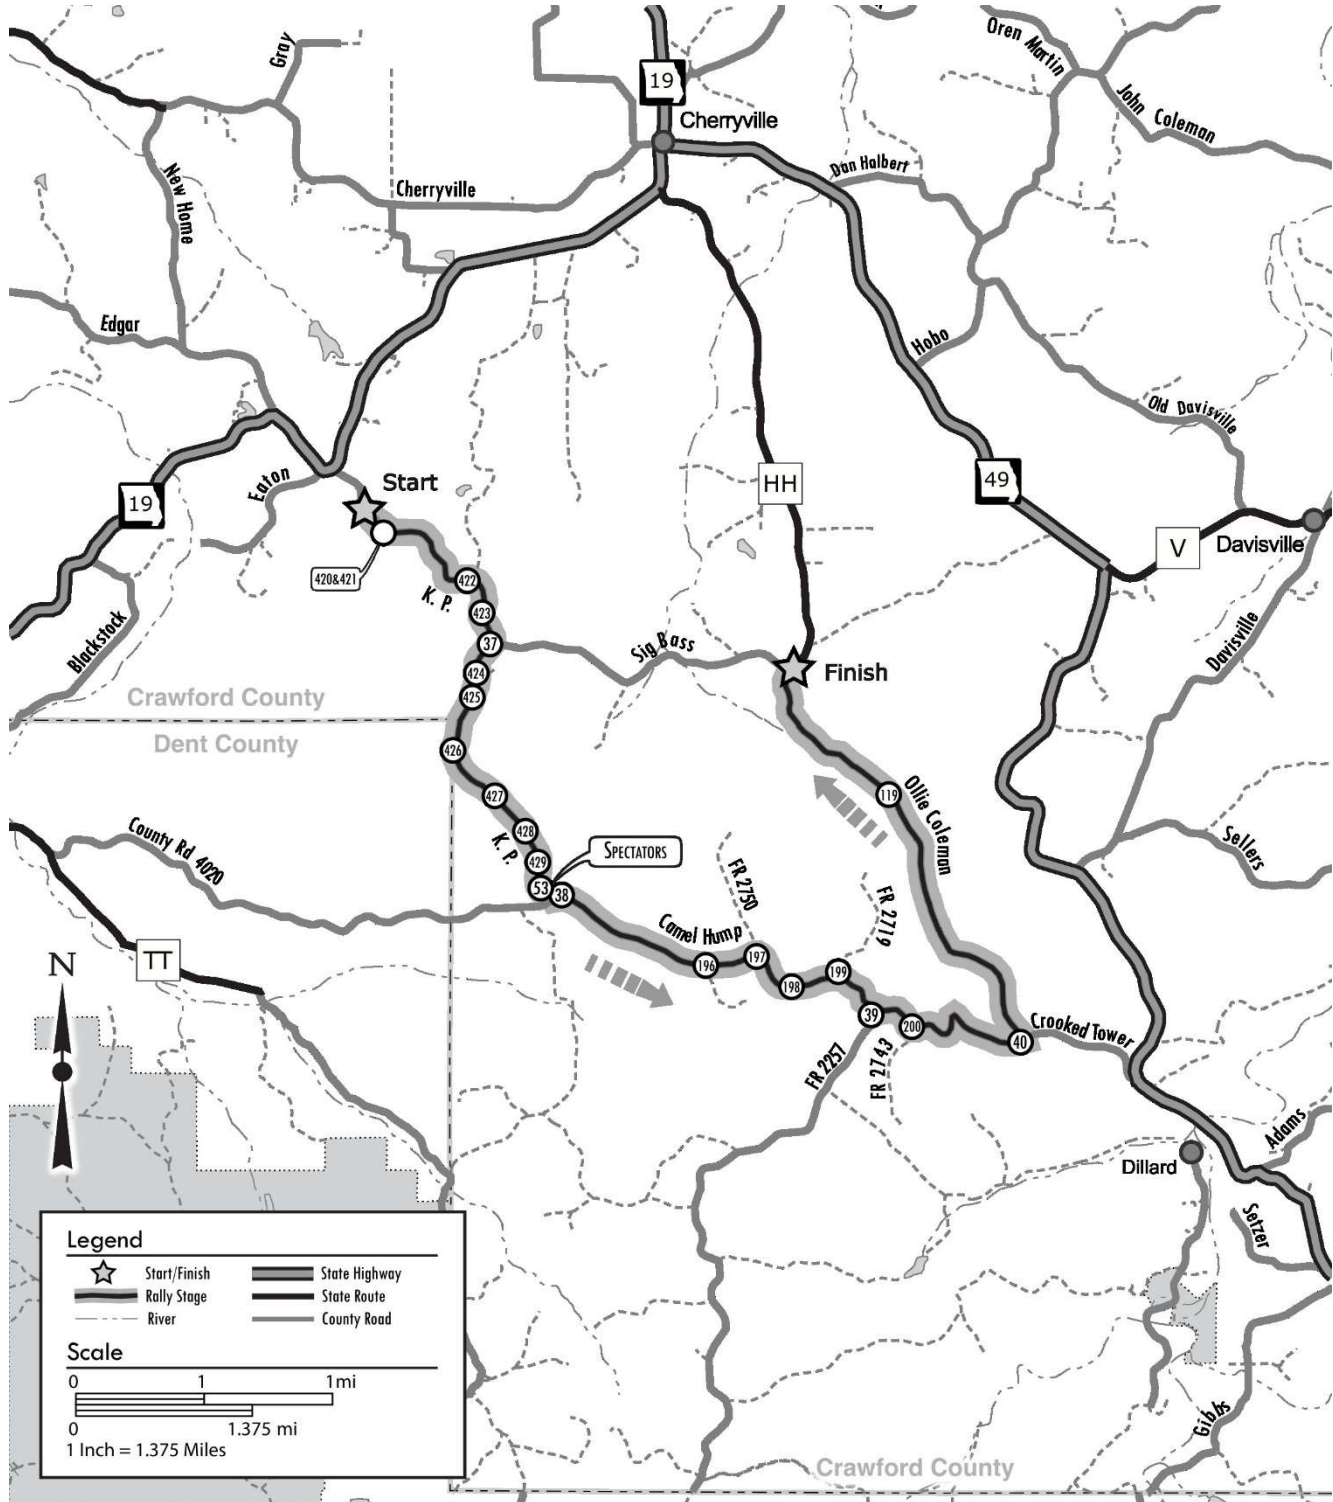 Gray
19
Cherryville
Oren Martin
John Coleman
Dan Halbert
New Home
Cherryville
Edgar
Hobo
Old Davisville
Eaton
Start
19
HH
49
V
Davisville
420&421
422
K. P.
423
37
Sig Bass
Blackstock
424
Finish
Davisville
425
Crawford County
Dent County
426
427
119
Ollie Coleman
County Rd 4020
428
K. P.
429
Spectators
Sellers
53
38
FR 2750
FR 2719
Camel Hump
TT
N
196
197
198
199
39
200
40
Crooked Tower
FR 2257
FR 2743
Adams
Dillard
Setzer
Legend
Start/Finish
State Highway
Rally Stage
State Route
River
County Road
Scale
0 1 1mi
0 1.375 mi
1 Inch = 1.375 Miles
Gibbs
Crawford County